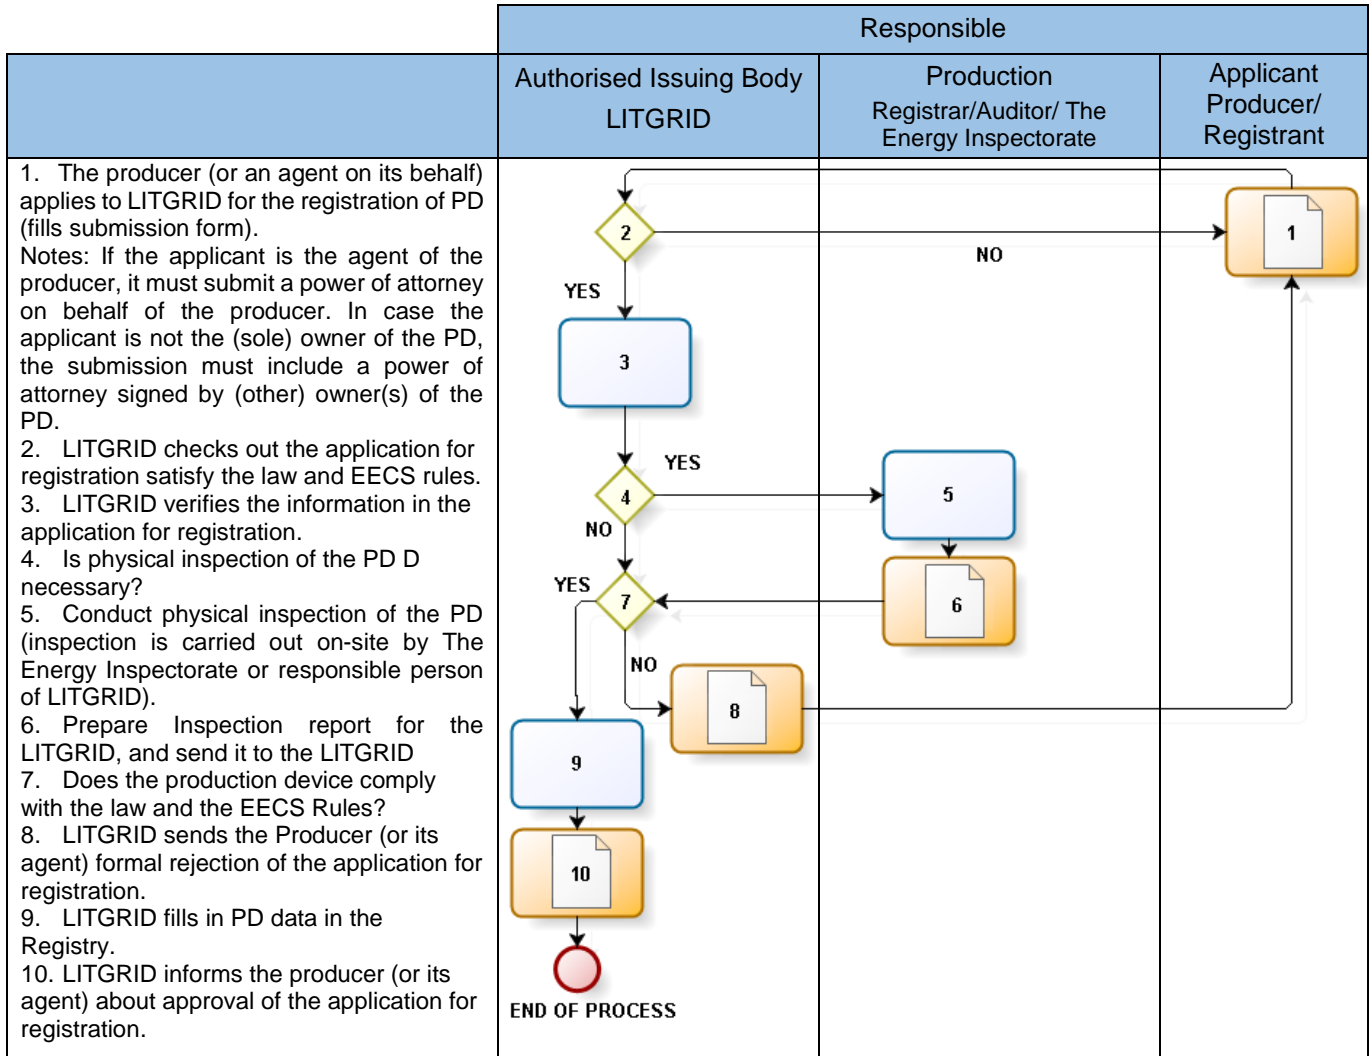 Responsible
Authorised Issuing Body
LITGRID
Production
Registrar/Auditor/ The
Energy Inspectorate
Applicant
Producer/
Registrant
1. The producer (or an agent on its behalf)
applies to LITGRID for the registration of PD
(fills submission form).
Notes: If the applicant is the agent of the
producer, it must submit a power of attorney
on behalf of the producer. In case the
applicant is not the (sole) owner of the PD,
the submission must include a power of
attorney signed by (other) owner(s) of the
PD.
2. LITGRID checks out the application for
registration satisfy the law and EECS rules.
3. LITGRID verifies the information in the
application for registration.
4. Is physical inspection of the PD D
necessary?
5. Conduct physical inspection of the PD
(inspection is carried out on-site by The
Energy Inspectorate or responsible person
of LITGRID).
6. Prepare Inspection report for the
LITGRID, and send it to the LITGRID
7. Does the production device comply
with the law and the EECS Rules?
8. LITGRID sends the Producer (or its
agent) formal rejection of the application for
registration.
9. LITGRID fills in PD data in the
Registry.
10. LITGRID informs the producer (or its
agent) about approval of the application for
registration.
2
1
NO
YES
3
YES
4
5
NO
YES
7
6
NO
8
9
10
END OF PROCESS